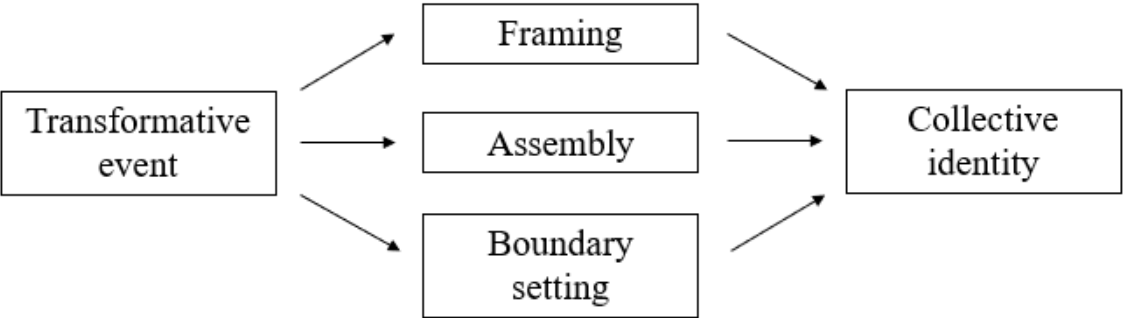 Transformative
event
Framing
Assembly
Boundary
setting
Collective
identity